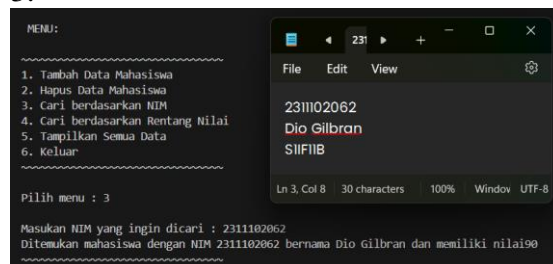 MENU:
~~~~~~~~~~~~~~~~~~~~~~~~~~~~~~
1. Tambah Data Mahasiswa
2. Hapus Data Mahasiswa
3. Cari berdasarkan NIM
4. Cari berdasarkan Rentang Nilai
5. Tampilkan Semua Data
6. Keluar
~~~~~~~~~~~~~~~~~~~~~~~~~~~~~~
Pilih menu : 3
Masukan NIM yang ingin dicari : 2311102062
Ditemukan mahasiswa dengan NIM 2311102062 bernama Dio Gilbran dan memiliki nilai90
~~~~~~~~~~~~~~~~~~~~~~~~~~~~~~
231
File Edit View
2311102062
Dio Gilbran
S1IF11B
Ln 3, Col 8 30 characters 100% Window UTF-8